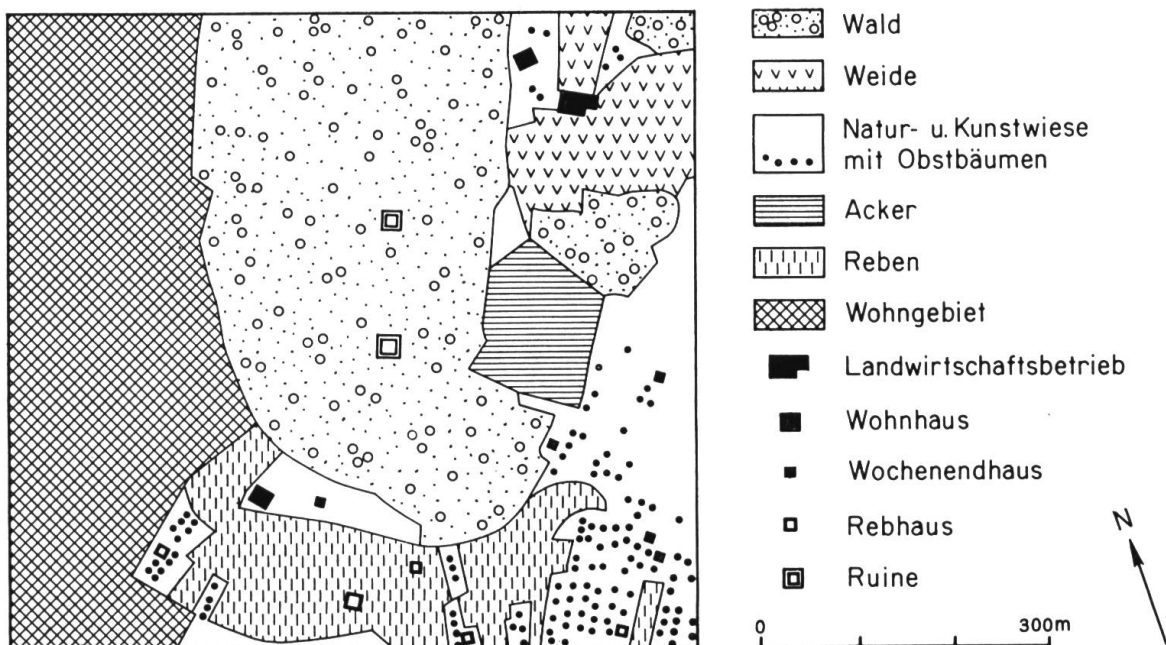 Wald
Weide
Natur- u. Kunstwiese
mit Obstbäumen
Acker
Reben
Wohngebiet
Landwirtschaftsbetrieb
Wohnhaus
Wochenendhaus
Rebhaus
Ruine
N
0 300m